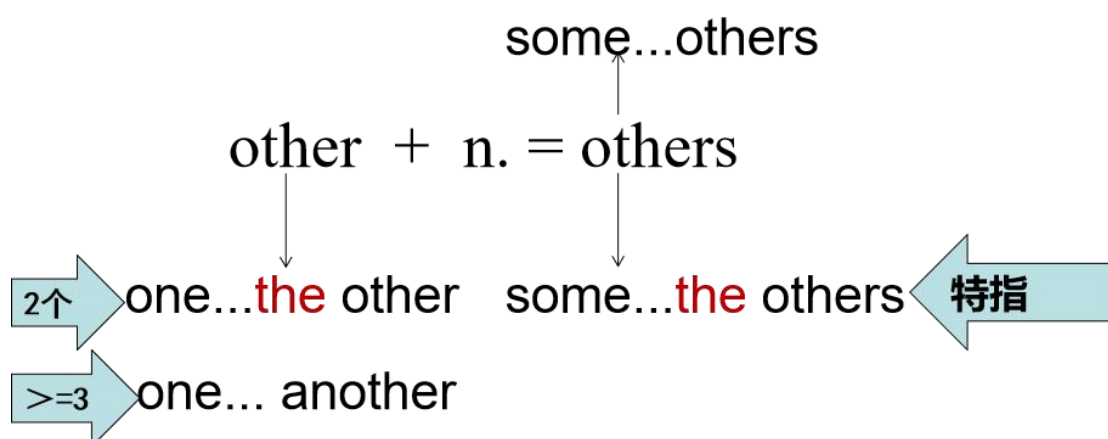 some...others
other + n. = others
2个 one...the other some...the others 特指
>=3 one... another